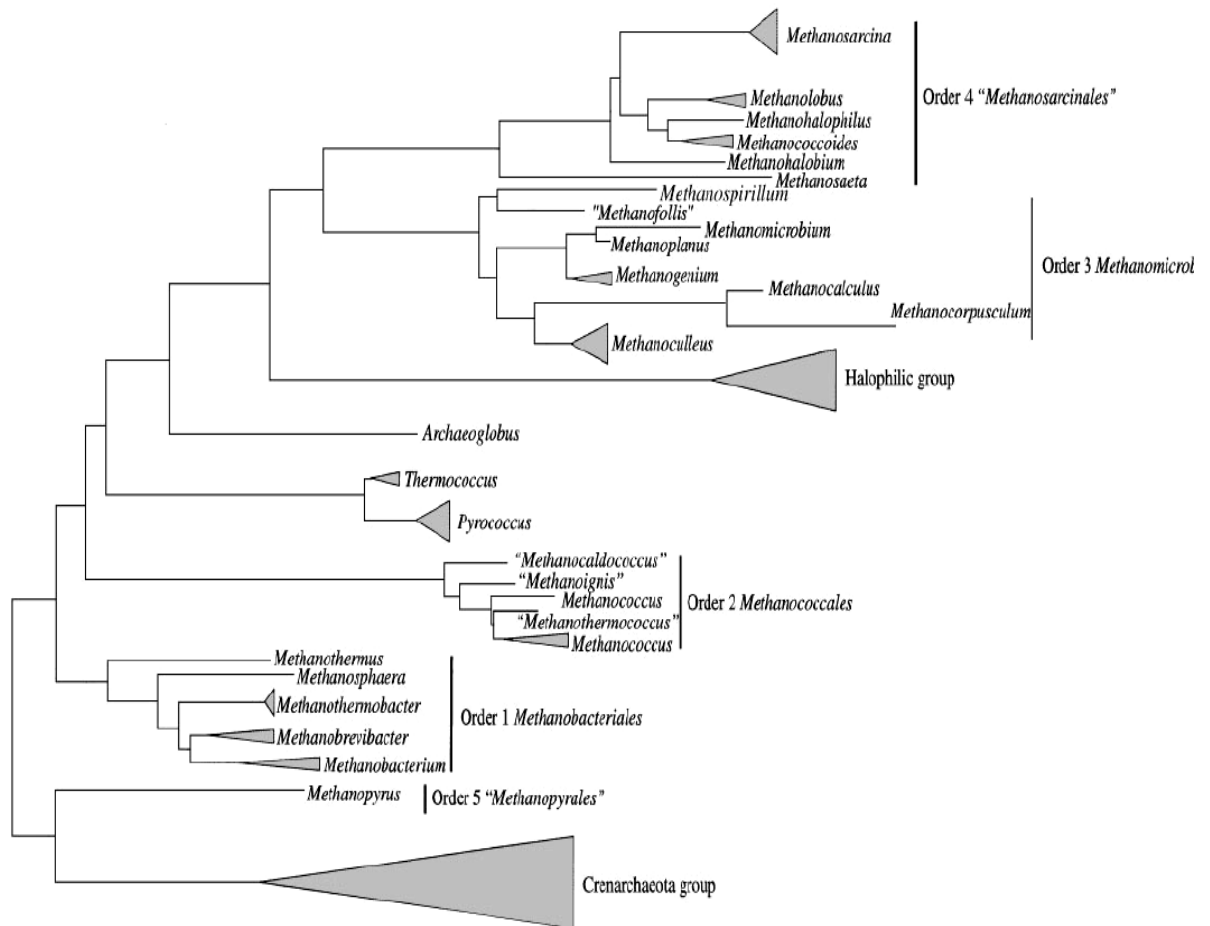 Methanosarcina
Order 4 “Methanosarcinales”
Methanolobus
Methanohalophilus
Methanococcoides
Methanohalobium
Methanosaeta
Methanospirillum
"Methanofollis"
Methanomicrobium
Methanoplanus
Order 3 Methanomicrob
Methanogenium
Methanocalculus
Methanocorpusculum
Methanoculleus
Halophilic group
Archaeoglobus
Thermococcus
Pyrococcus
“Methanocaldococcus”
“Methanoignis”
Methanococcus
Order 2 Methanococcales
“Methanothermococcus”
Methanococcus
Methanothermus
Methanosphaera
Methanothermobacter
Order 1 Methanobacteriales
Methanobrevibacter
Methanobacterium
Methanopyrus
Order 5 “Methanopyrales”
Crenarchaeota group